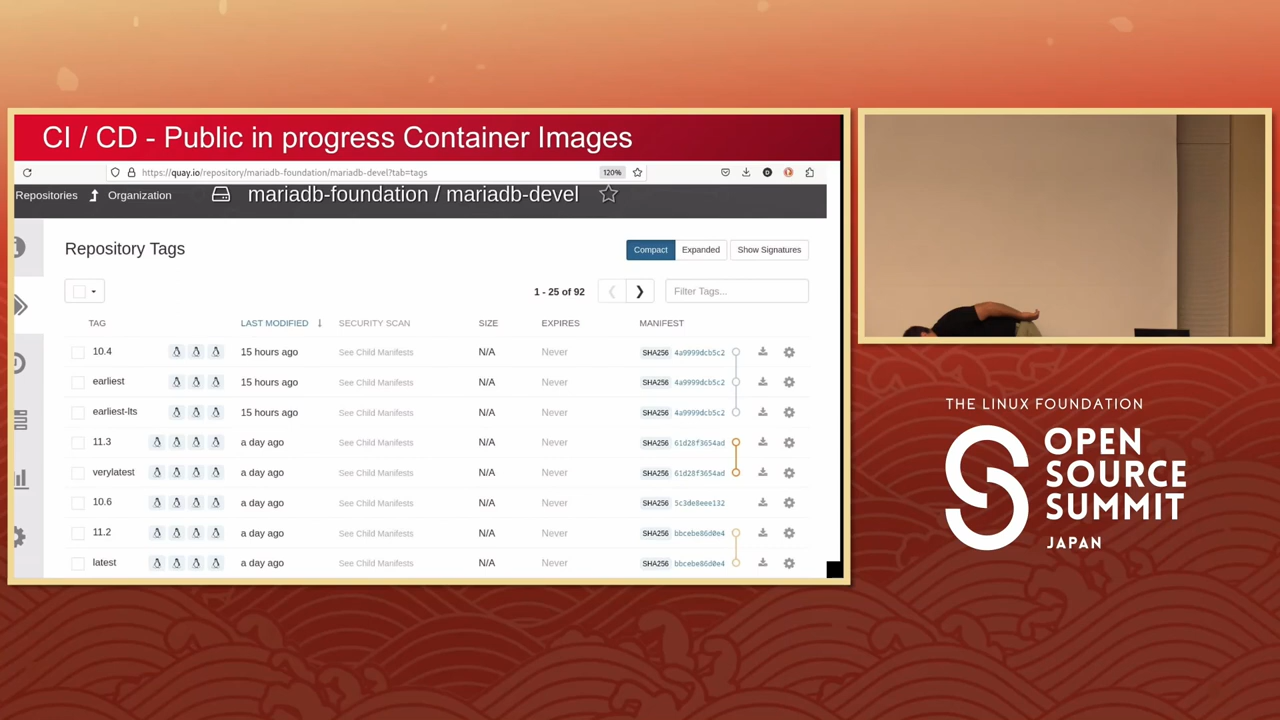 CI / CD - Public in progress Container Images
https://quay.io/repository/mariadb-foundation/mariadb-devel?tab=tags 120%
Repositories Organization mariadb-foundation / mariadb-devel
Repository Tags Compact Expanded Show Signatures
1 - 25 of 92 Filter Tags...
TAG LAST MODIFIED SECURITY SCAN SIZE EXPIRES MANIFEST
10.4 15 hours ago See Child Manifests N/A Never SHA256 4a9999dcb5c2
earliest 15 hours ago See Child Manifests N/A Never SHA256 4a9999dcb5c2
earliest-lts 15 hours ago See Child Manifests N/A Never SHA256 4a9999dcb5c2
11.3 a day ago See Child Manifests N/A Never SHA256 61d28f3654ad
verylatest a day ago See Child Manifests N/A Never SHA256 61d28f3654ad
10.6 a day ago See Child Manifests N/A Never SHA256 5c3de8eee132
11.2 a day ago See Child Manifests N/A Never SHA256 bbcebe86d0e4
latest a day ago See Child Manifests N/A Never SHA256 bbcebe86d0e4
THE LINUX FOUNDATION
OPEN
SOURCE
SUMMIT
JAPAN